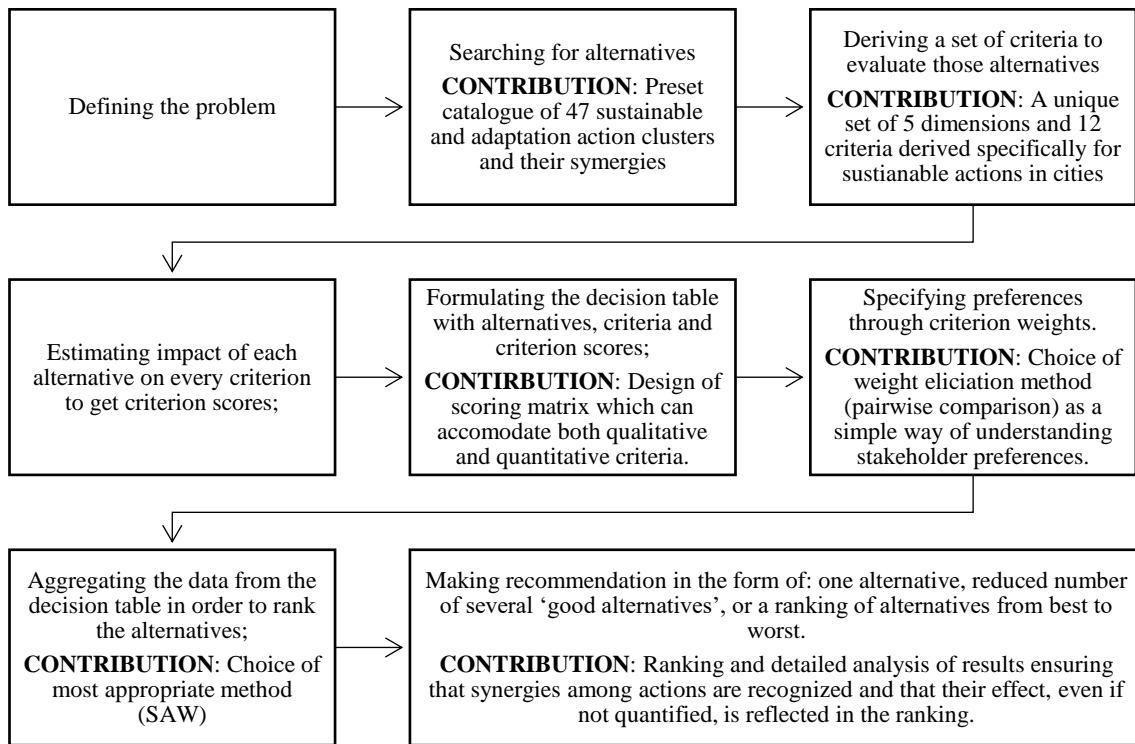 Defining the problem
Searching for alternatives
CONTRIBUTION: Preset
catalogue of 47 sustainable
and adaptation action clusters
and their synergies
Deriving a set of criteria to
evaluate those alternatives
CONTRIBUTION: A unique
set of 5 dimensions and 12
criteria derived specifically for
sustianable actions in cities
Estimating impact of each
alternative on every criterion
to get criterion scores;
Formulating the decision table
with alternatives, criteria and
criterion scores;
CONTIRBUTION: Design of
scoring matrix which can
accomodate both qualitative
and quantitative criteria.
Specifying preferences
through criterion weights.
CONTRIBUTION: Choice of
weight eliciation method
(pairwise comparison) as a
simple way of understanding
stakeholder preferences.
Aggregating the data from the
decision table in order to rank
the alternatives;
CONTRIBUTION: Choice of
most appropriate method
(SAW)
Making recommendation in the form of: one alternative, reduced number
of several ‘good alternatives’, or a ranking of alternatives from best to
worst.
CONTRIBUTION: Ranking and detailed analysis of results ensuring
that synergies among actions are recognized and that their effect, even if
not quantified, is reflected in the ranking.